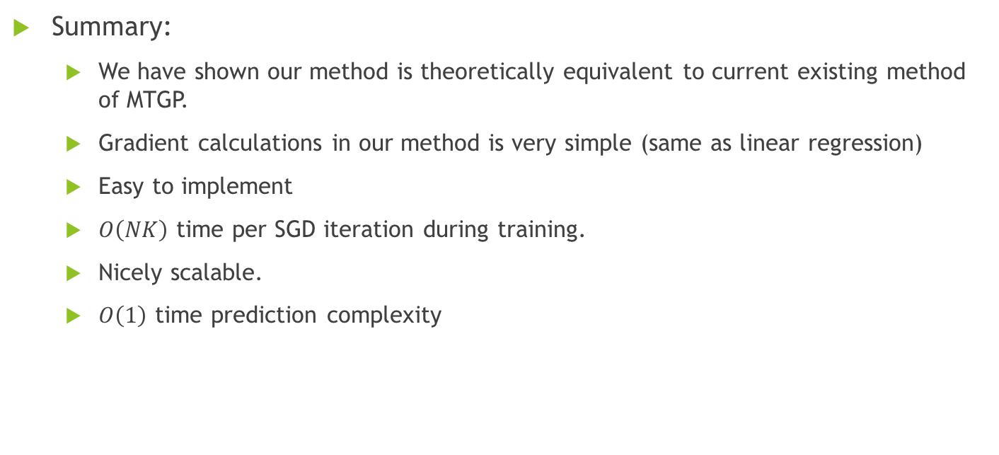 Summary:
We have shown our method is theoretically equivalent to current existing method
of MTGP.
Gradient calculations in our method is very simple (same as linear regression)
Easy to implement
O(NK) time per SGD iteration during training.
Nicely scalable.
O(1) time prediction complexity